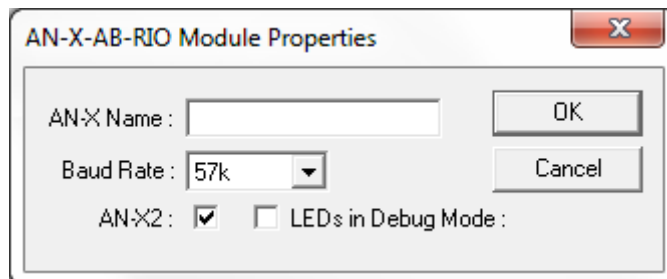 AN-X-AB-RIO Module Properties
AN-X Name :
OK
Baud Rate : 57k
Cancel
AN-X2 : LEDs in Debug Mode :